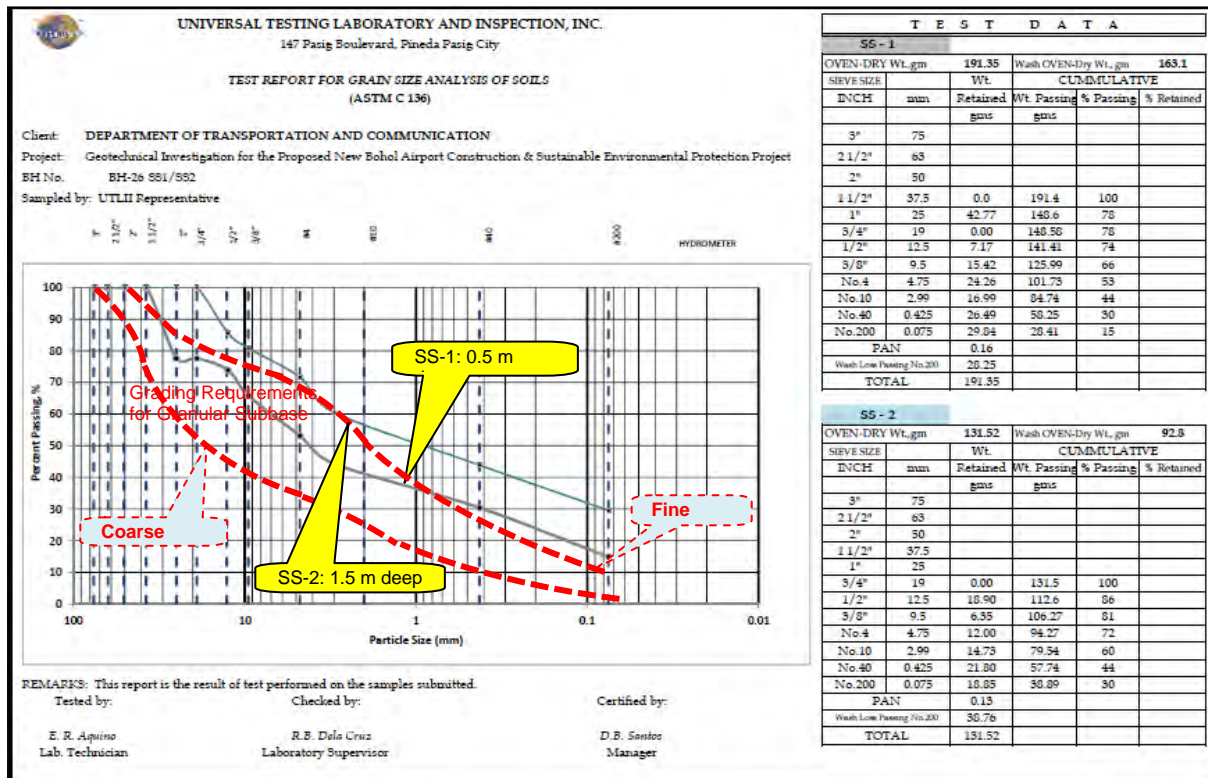 UNIVERSAL TESTING LABORATORY AND INSPECTION, INC.
147 Pasig Boulevard, Pineda Pasig City
TEST REPORT FOR GRAIN SIZE ANALYSIS OF SOILS
(ASTM C 136)
Client: DEPARTMENT OF TRANSPORTATION AND COMMUNICATION
Project: Geotechnical Investigation for the Proposed New Bohol Airport Construction & Sustainable Environmental Protection Project
BH No. BH-26 SS1/SS2
Sampled by: UTLII Representative
3" 2 1/2" 2" 1 1/2" 1" 3/4" 1/2" 3/8" #4 #10 #40 #200 HYDROMETER
Percent Passing, %
100
90
80
70
60
50
40
30
20
10
0
SS-1: 0.5 m
Grading Requirements
for Granular Subbase
Coarse
Fine
SS-2: 1.5 m deep
100 10 1 0.1 0.01
Particle Size (mm)
REMARKS: This report is the result of test performed on the samples submitted.
Tested by: Checked by: Certified by:
E. R. Aquino R.B. Dela Cruz D.B. Santos
Lab. Technician Laboratory Supervisor Manager
T E S T D A T A
SS - 1
OVEN-DRY Wt.,gm 191.35 Wash OVEN-Dry Wt., gm 163.1
SIEVE SIZE Wt. CUMMULATIVE
INCH mm Retained Wt. Passing % Passing % Retained
gms gms
3" 75
2 1/2" 63
2" 50
1 1/2" 37.5 0.0 191.4 100
1" 25 42.77 148.6 78
3/4" 19 0.00 148.58 78
1/2" 12.5 7.17 141.41 74
3/8" 9.5 15.42 125.99 66
No.4 4.75 24.26 101.73 53
No.10 2.99 16.99 84.74 44
No.40 0.425 26.49 58.25 30
No.200 0.075 29.84 28.41 15
PAN 0.16
Wash Loss Passing No.200 28.25
TOTAL 191.35
SS - 2
OVEN-DRY Wt.,gm 131.52 Wash OVEN-Dry Wt., gm 92.8
SIEVE SIZE Wt. CUMMULATIVE
INCH mm Retained Wt. Passing % Passing % Retained
gms gms
3" 75
2 1/2" 63
2" 50
1 1/2" 37.5
1" 25
3/4" 19 0.00 131.5 100
1/2" 12.5 18.90 112.6 86
3/8" 9.5 6.35 106.27 81
No.4 4.75 12.00 94.27 72
No.10 2.99 14.73 79.54 60
No.40 0.425 21.80 57.74 44
No.200 0.075 18.85 38.89 30
PAN 0.13
Wash Loss Passing No.200 38.76
TOTAL 131.52